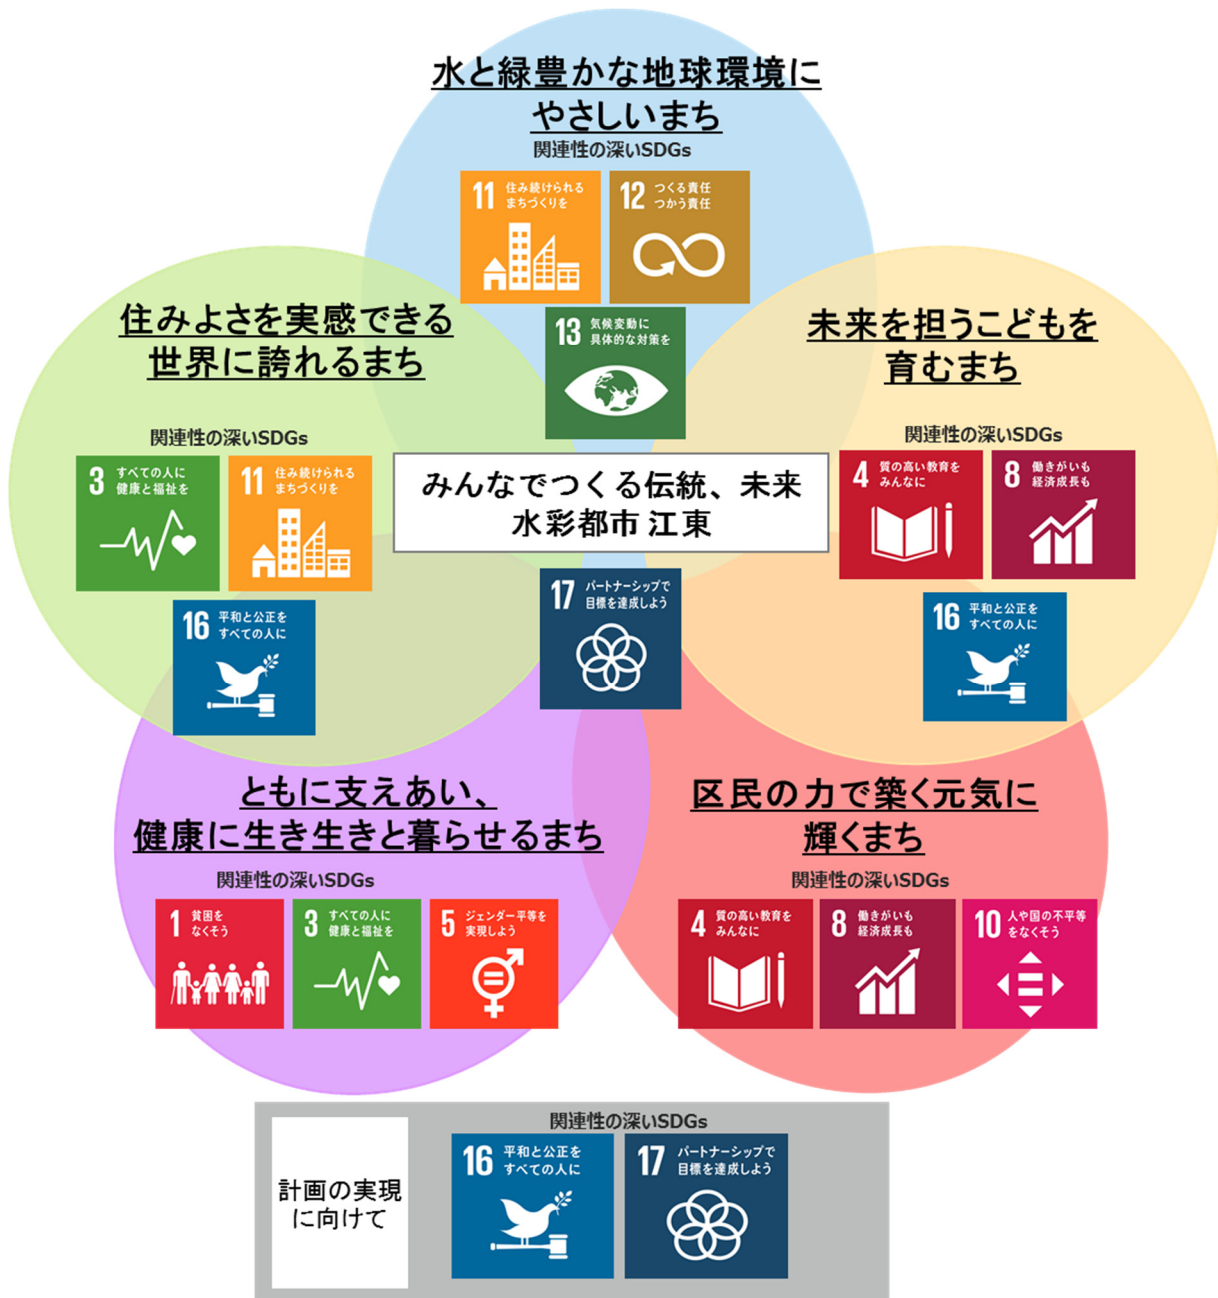 水と緑豊かな地球環境に
やさしいまち
関連性の深いSDGs
11 住み続けられる
まちづくりを
12 つくる責任
つかう責任
13 気候変動に
具体的な対策を
住みよさを実感できる
世界に誇れるまち
関連性の深いSDGs
3 すべての人に
健康と福祉を
11 住み続けられる
まちづくりを
16 平和と公正を
すべての人に
未来を担うこどもを
育むまち
関連性の深いSDGs
4 質の高い教育を
みんなに
8 働きがいも
経済成長も
16 平和と公正を
すべての人に
みんなでつくる伝統、未来
水彩都市 江東
17 パートナーシップで
目標を達成しよう
ともに支えあい、
健康に生き生きと暮らせるまち
関連性の深いSDGs
1 貧困を
なくそう
3 すべての人に
健康と福祉を
5 ジェンダー平等を
実現しよう
区民の力で築く元気に
輝くまち
関連性の深いSDGs
4 質の高い教育を
みんなに
8 働きがいも
経済成長も
10 人や国の不平等
をなくそう
計画の実現
に向けて
関連性の深いSDGs
16 平和と公正を
すべての人に
17 パートナーシップで
目標を達成しよう